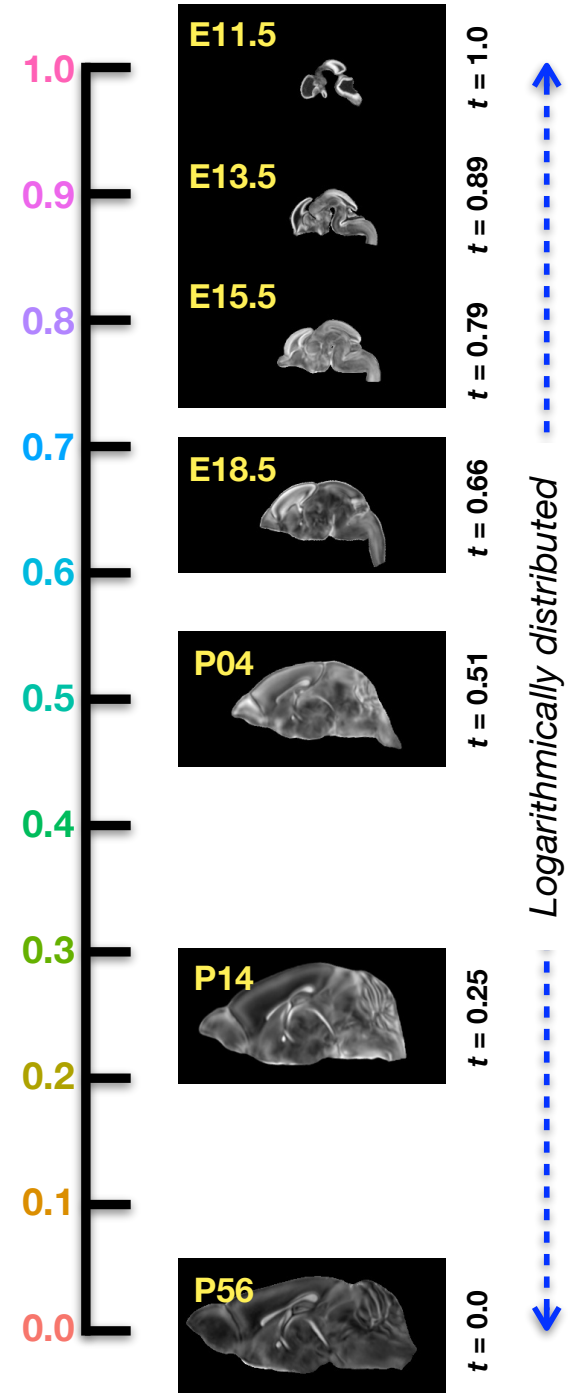 1.0
0.9
0.8
0.7
0.6
0.5
0.4
0.3
0.2
0.1
0.0
E11.5
t = 1.0
E13.5
t = 0.89
E15.5
t = 0.79
E18.5
t = 0.66
P04
t = 0.51
P14
t = 0.25
P56
t = 0.0
Logarithmically distributed